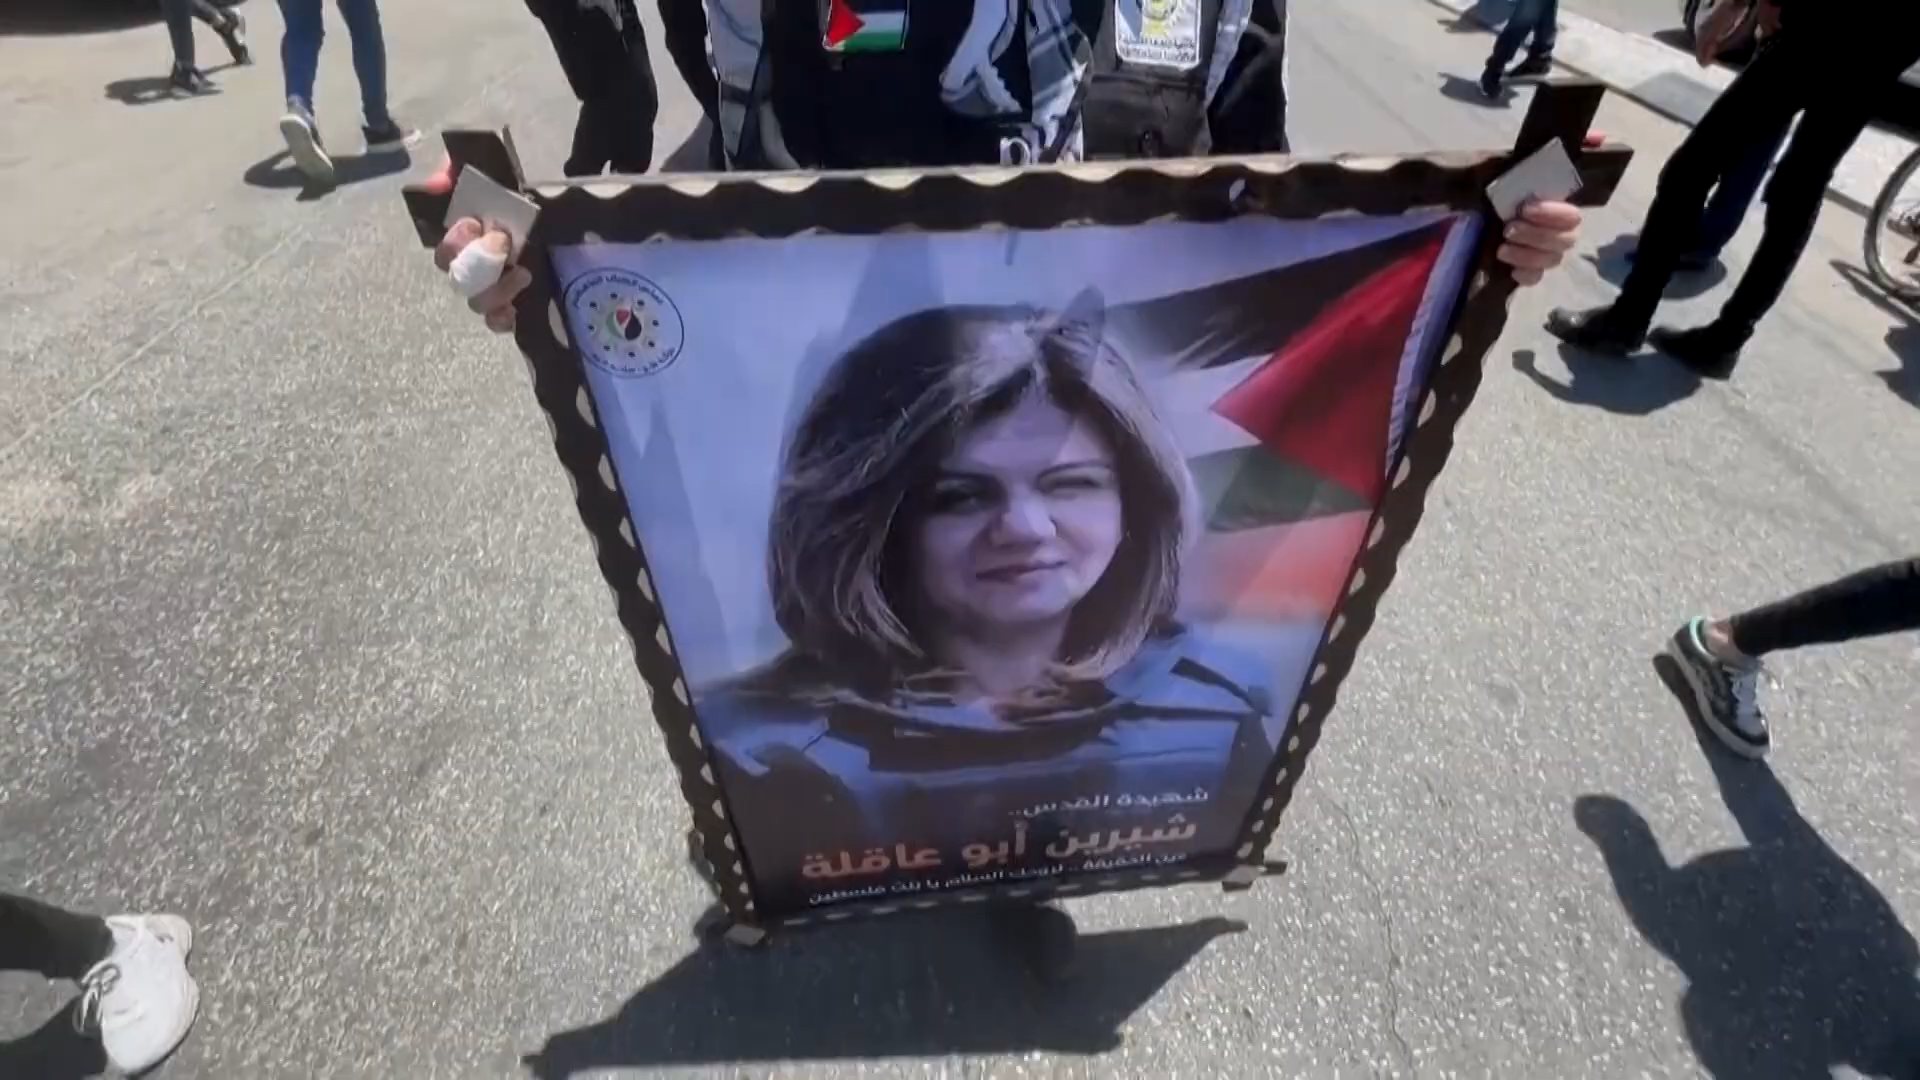 شهيدة القدس..
شيرين أبو عاقلة
عين الحقيقة .. لروحك السلام يا بنت فلسطين